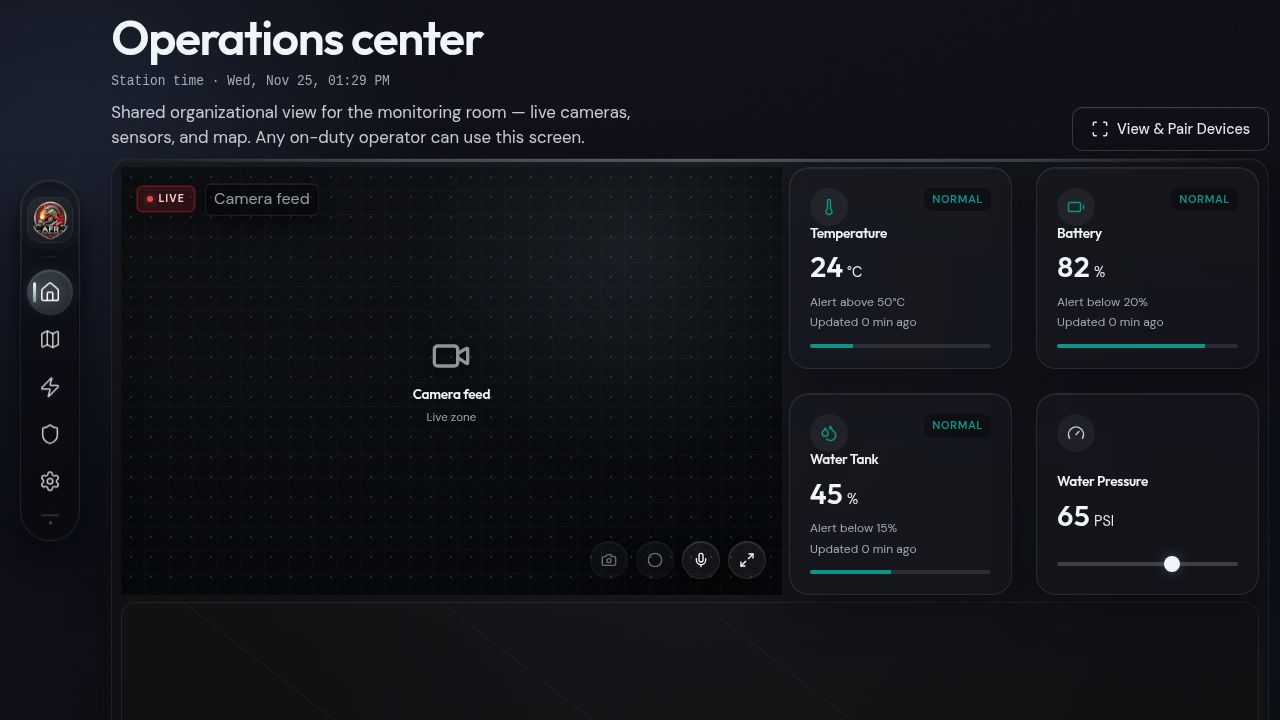 Operations center
Station time · Wed, Nov 25, 01:29 PM
Shared organizational view for the monitoring room — live cameras,
sensors, and map. Any on-duty operator can use this screen.
View & Pair Devices
AFR
LIVE
Camera feed
Camera feed
Live zone
NORMAL
Temperature
24 °C
Alert above 50°C
Updated 0 min ago
NORMAL
Battery
82 %
Alert below 20%
Updated 0 min ago
NORMAL
Water Tank
45 %
Alert below 15%
Updated 0 min ago
Water Pressure
65 PSI